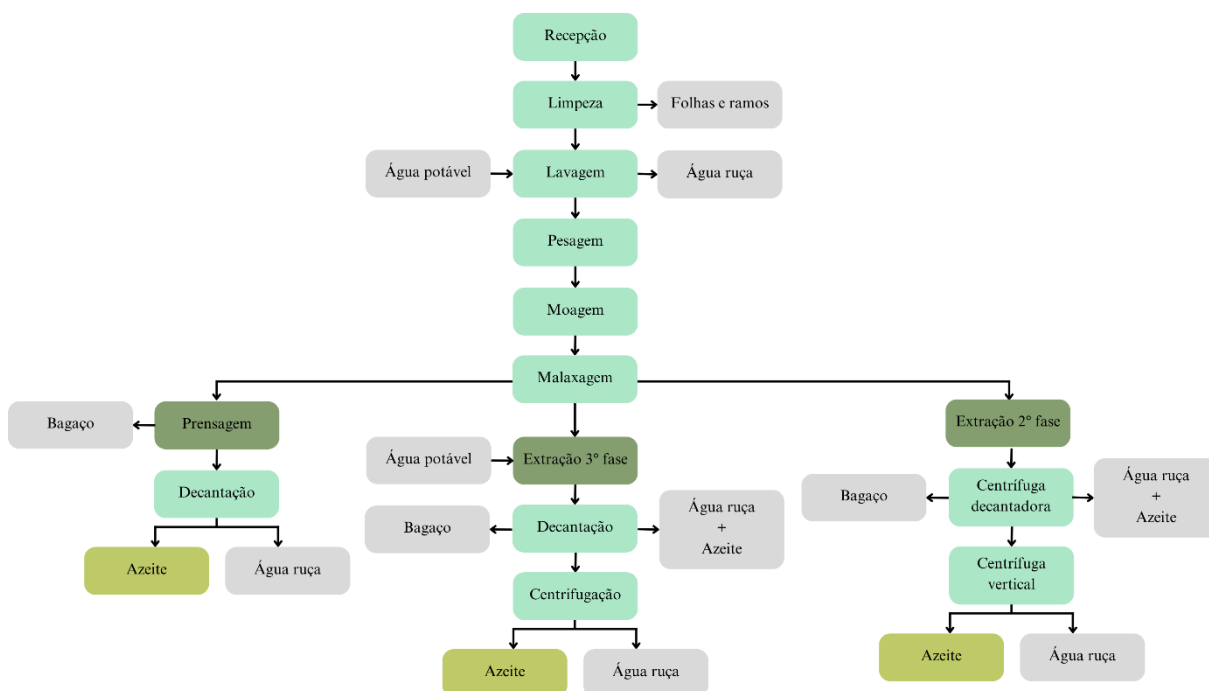 Recepção
Limpeza
Folhas e ramos
Água potável
Lavagem
Água ruça
Pesagem
Moagem
Malaxagem
Bagaço
Prensagem
Decantação
Azeite
Água ruça
Água potável
Extração 3º fase
Bagaço
Decantação
Água ruça
+
Azeite
Centrifugação
Azeite
Água ruça
Extração 2º fase
Bagaço
Centrífuga
decantadora
Água ruça
+
Azeite
Centrífuga
vertical
Azeite
Água ruça